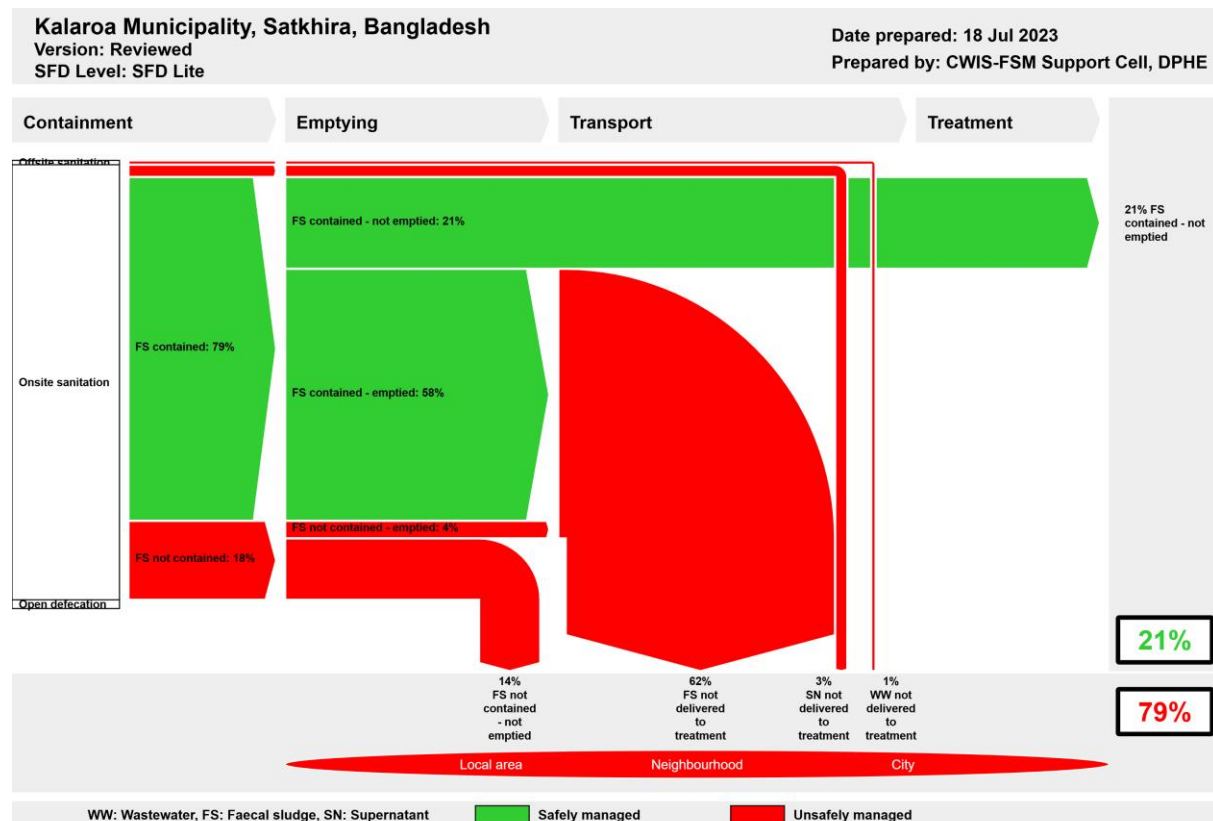 Kalaroa Municipality, Satkhira, Bangladesh
Version: Reviewed
SFD Level: SFD Lite
Date prepared: 18 Jul 2023
Prepared by: CWIS-FSM Support Cell, DPHE
Containment
Emptying
Transport
Treatment
Offsite sanitation
Onsite sanitation
Open defecation
FS contained: 79%
FS not contained: 18%
FS contained - not emptied: 21%
FS contained - emptied: 58%
FS not contained - emptied: 4%
21% FS
contained - not
emptied
21%
79%
14%
FS not
contained
- not
emptied
62%
FS not
delivered
to
treatment
3%
SN not
delivered
to
treatment
1%
WW not
delivered
to
treatment
Local area
Neighbourhood
City
WW: Wastewater, FS: Faecal sludge, SN: Supernatant
Safely managed
Unsafely managed